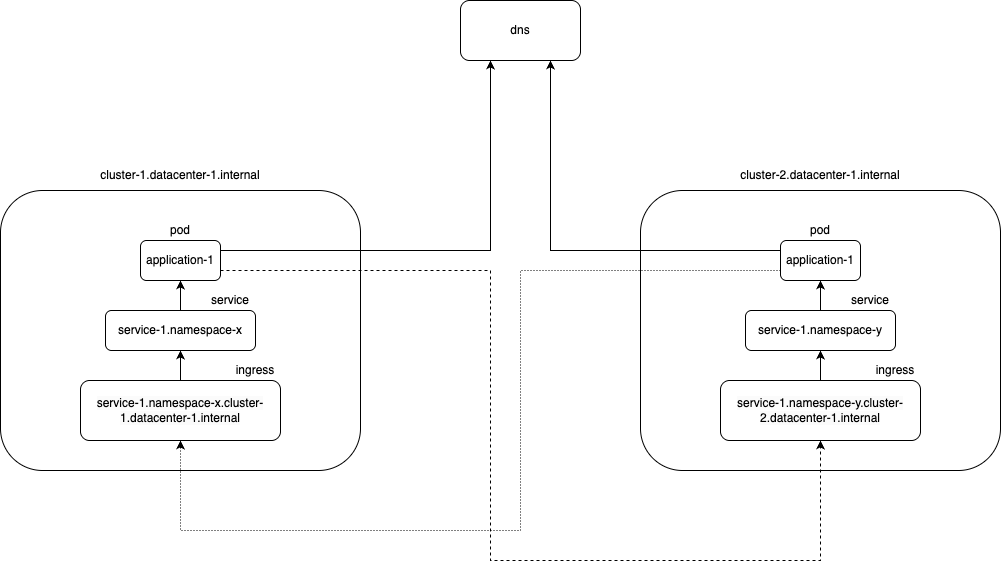 dns
cluster-1.datacenter-1.internal
cluster-2.datacenter-1.internal
pod
application-1
service
service-1.namespace-x
ingress
service-1.namespace-x.cluster-
1.datacenter-1.internal
pod
application-1
service
service-1.namespace-y
ingress
service-1.namespace-y.cluster-
2.datacenter-1.internal